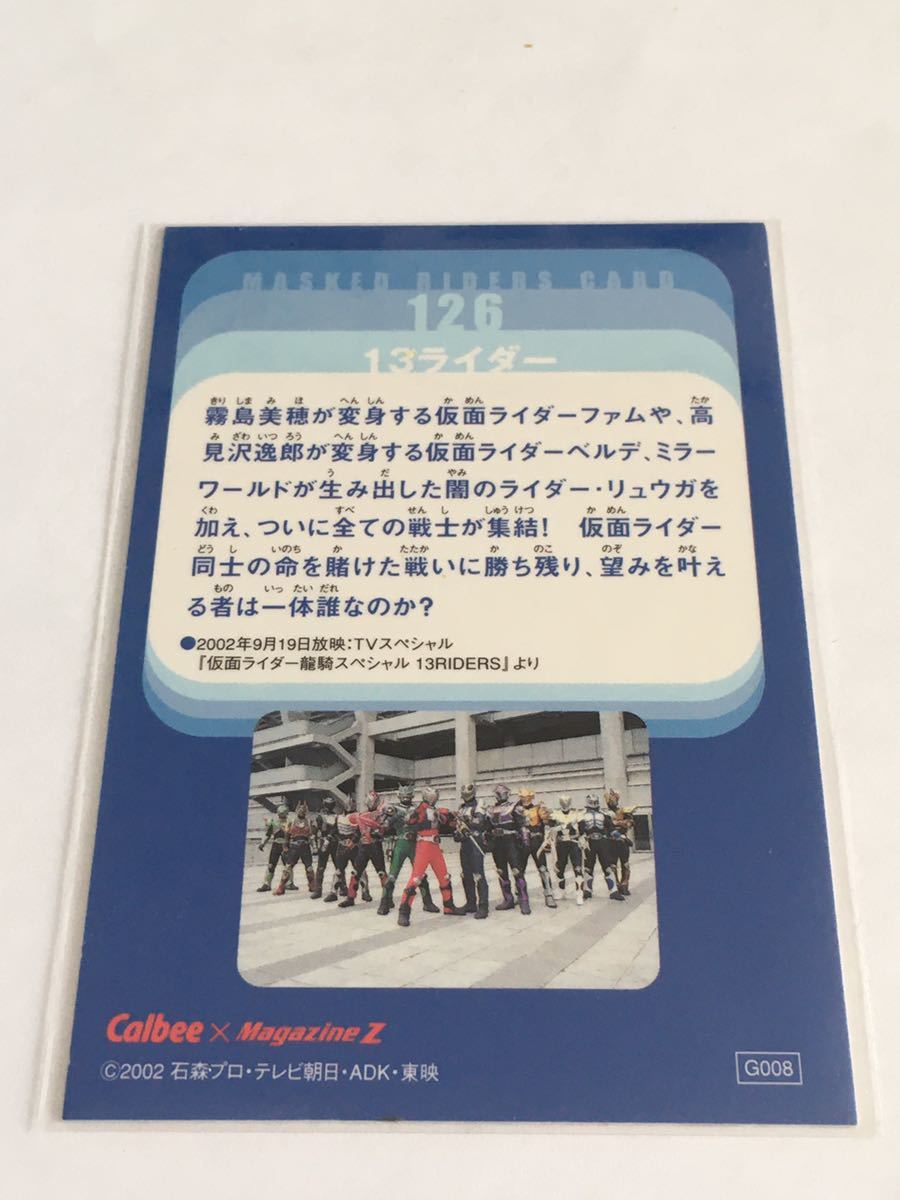 MASKED RIDERS CARD
126
13ライダー
霧島美穂が変身する仮面ライダーファムや、高
見沢逸郎が変身する仮面ライダーベルデ、ミラー
ワールドが生み出した闇のライダー・リュウガを
加え、ついに全ての戦士が集結!　仮面ライダー
同士の命を賭けた戦いに勝ち残り、望みを叶え
る者は一体誰なのか?
●2002年9月19日放映:TVスペシャル
『仮面ライダー龍騎スペシャル 13RIDERS』より
Calbee × Magazine Z
©2002 石森プロ・テレビ朝日・ADK・東映
G008